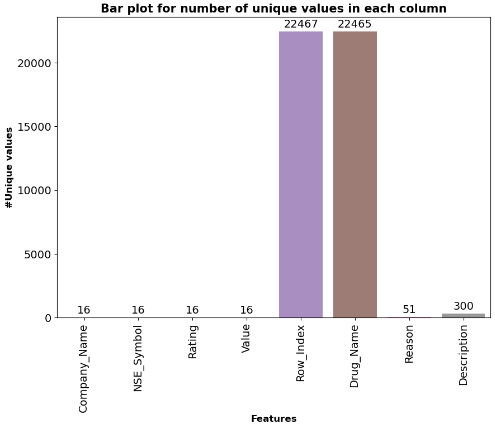 Bar plot for number of unique values in each column
22467 22465
20000
15000
10000
5000
0
#Unique values
16 16 16 16 51 300
Company_Name
NSE_Symbol
Rating
Value
Row_Index
Drug_Name
Reason
Description
Features